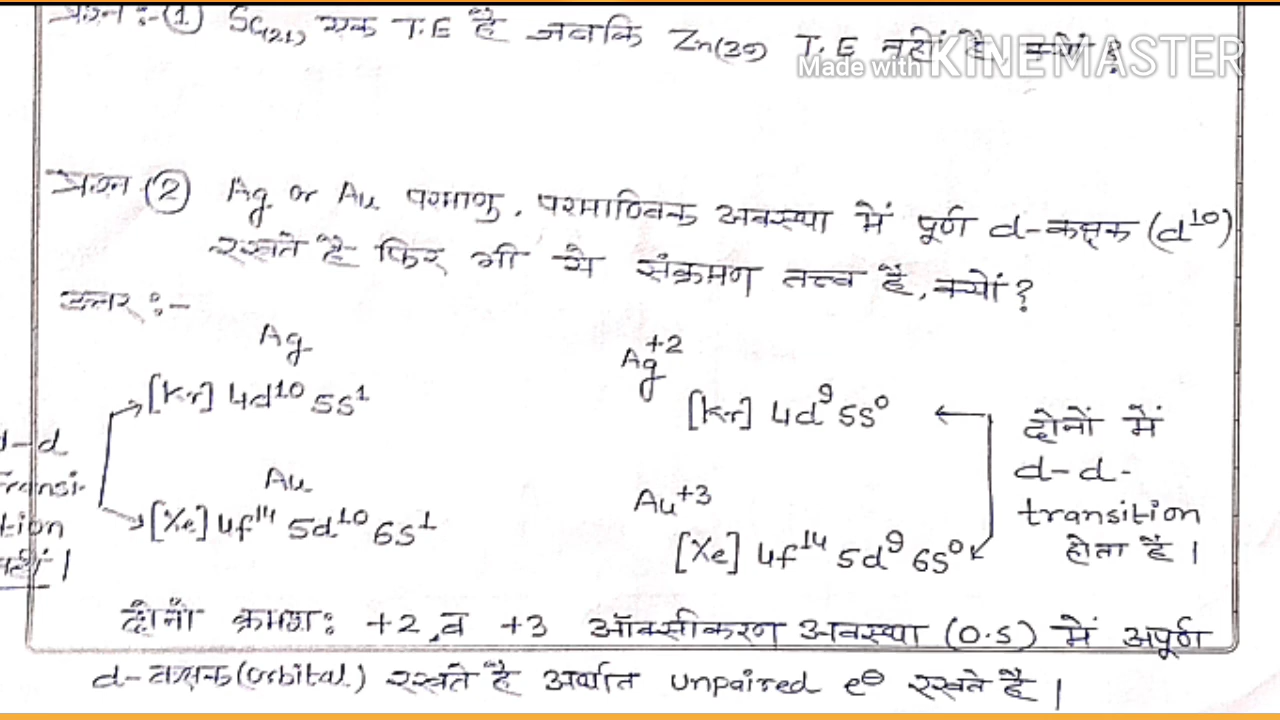 प्रश्न :- (1) Sc(21) एक T.E है जबकि Zn(30) T.E नहीं है क्यों ?
Made with KINEMASTER
प्रश्न (2) Ag or Au परमाणु, परमाण्विक अवस्था में पूर्ण d-कक्षक (d¹⁰)
रखते है फिर भी ये संक्रमण तत्त्व है, क्यों ?
उत्तर :-
Ag
[Kr] 4d¹⁰ 5s¹
Ag⁺²
[Kr] 4d⁹ 5s⁰
d-d
transi-
tion
नहीं।
Au
[Xe] 4f¹⁴ 5d¹⁰ 6s¹
Au⁺³
[Xe] 4f¹⁴ 5d⁹ 6s⁰
दोनों में
d-d-
transition
होता है ।
दोनों क्रमशः +2, व +3 ऑक्सीकरण अवस्था (O.S) में अपूर्ण
d-कक्षक (orbital) रखते है अर्थात unpaired e⊖ रखते है ।